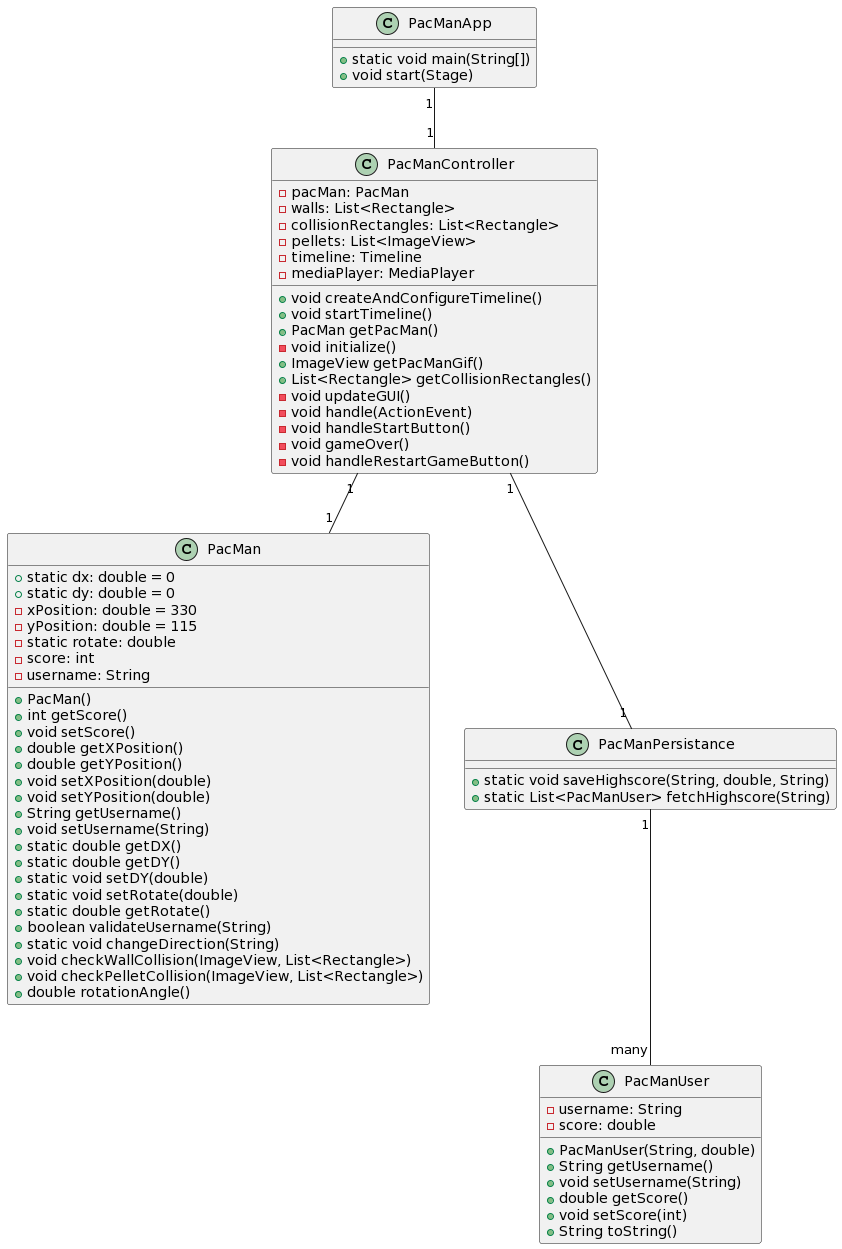 C PacManApp
static void main(String[])
void start(Stage)
1
1
C PacManController
pacMan: PacMan
walls: List<Rectangle>
collisionRectangles: List<Rectangle>
pellets: List<ImageView>
timeline: Timeline
mediaPlayer: MediaPlayer
void createAndConfigureTimeline()
void startTimeline()
PacMan getPacMan()
void initialize()
ImageView getPacManGif()
List<Rectangle> getCollisionRectangles()
void updateGUI()
void handle(ActionEvent)
void handleStartButton()
void gameOver()
void handleRestartGameButton()
1
1
C PacMan
static dx: double = 0
static dy: double = 0
xPosition: double = 330
yPosition: double = 115
static rotate: double
score: int
username: String
PacMan()
int getScore()
void setScore()
double getXPosition()
double getYPosition()
void setXPosition(double)
void setYPosition(double)
String getUsername()
void setUsername(String)
static double getDX()
static double getDY()
static void setDY(double)
static void setRotate(double)
static double getRotate()
boolean validateUsername(String)
static void changeDirection(String)
void checkWallCollision(ImageView, List<Rectangle>)
void checkPelletCollision(ImageView, List<Rectangle>)
double rotationAngle()
1
1
C PacManPersistance
static void saveHighscore(String, double, String)
static List<PacManUser> fetchHighscore(String)
1
many
C PacManUser
username: String
score: double
PacManUser(String, double)
String getUsername()
void setUsername(String)
double getScore()
void setScore(int)
String toString()